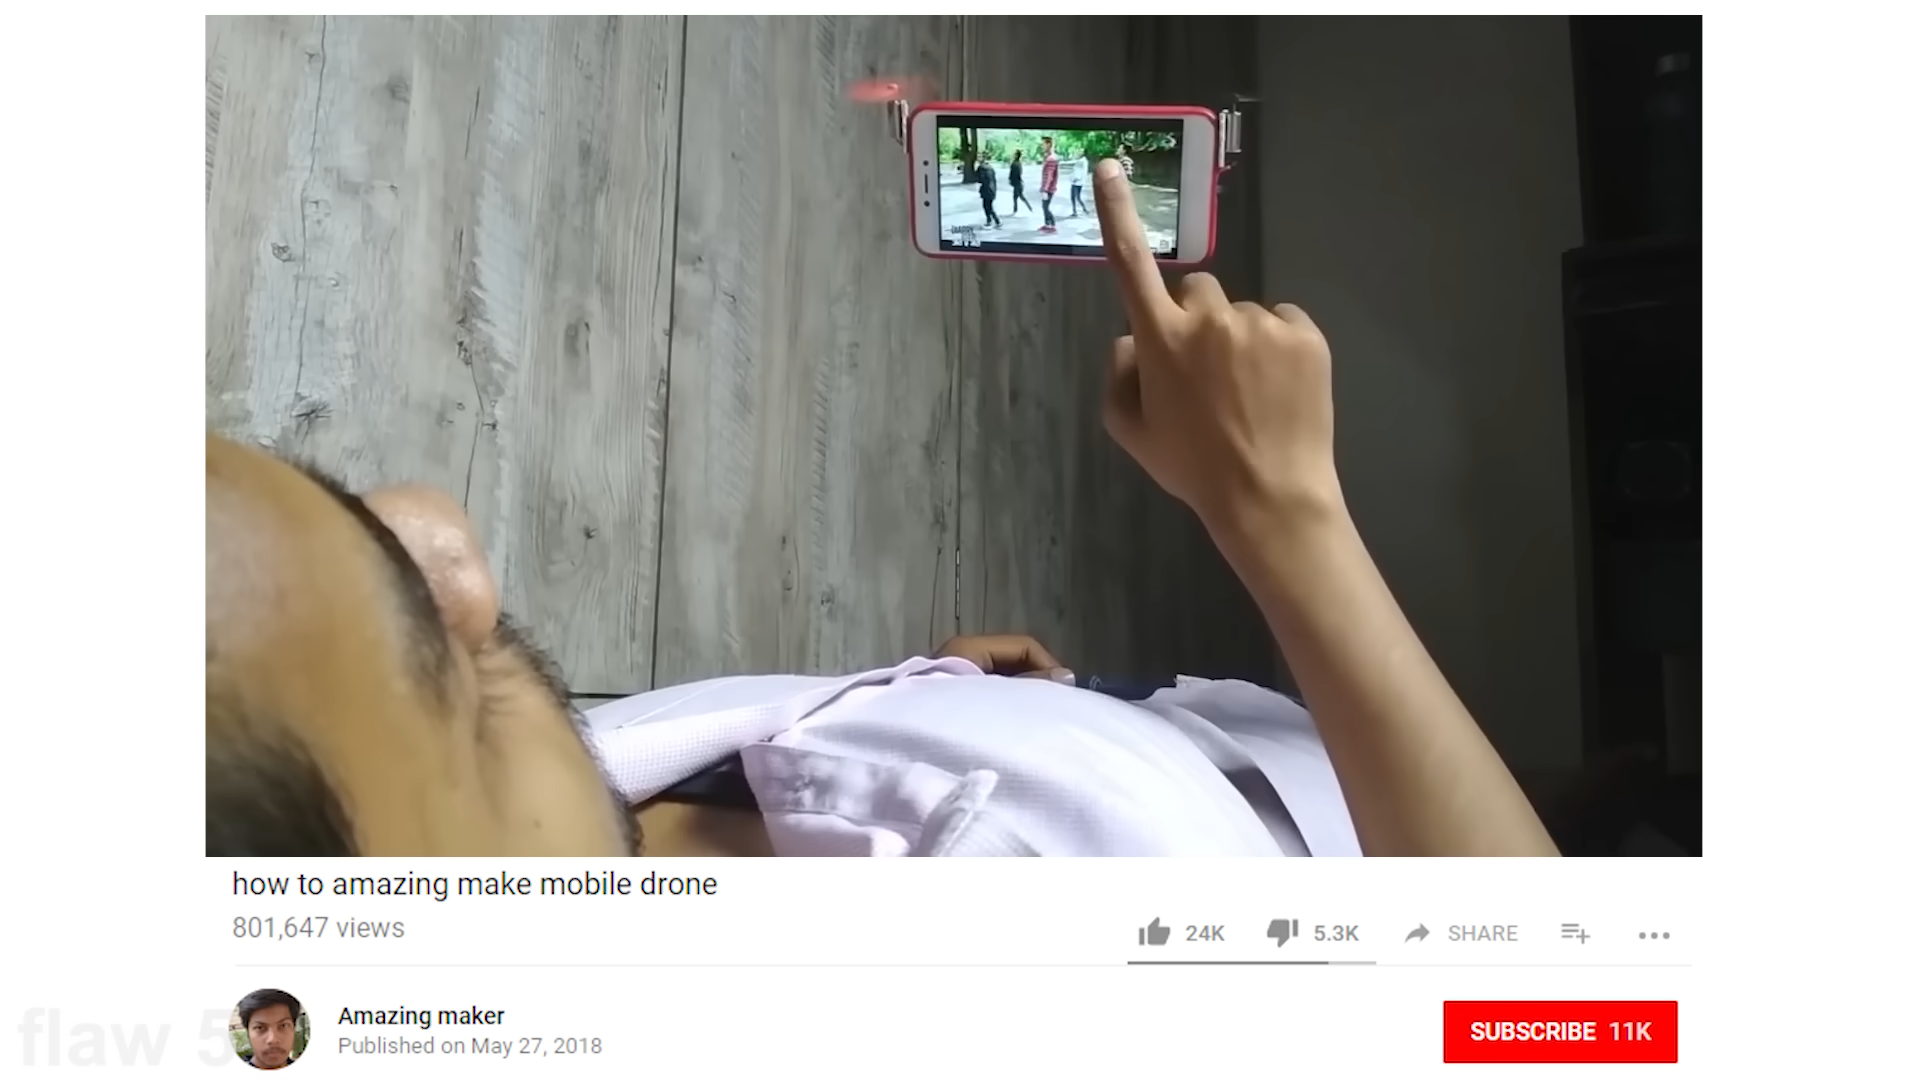 how to amazing make mobile drone
801,647 views
24K
5.3K
SHARE
Amazing maker
Published on May 27, 2018
SUBSCRIBE 11K
flaw 5